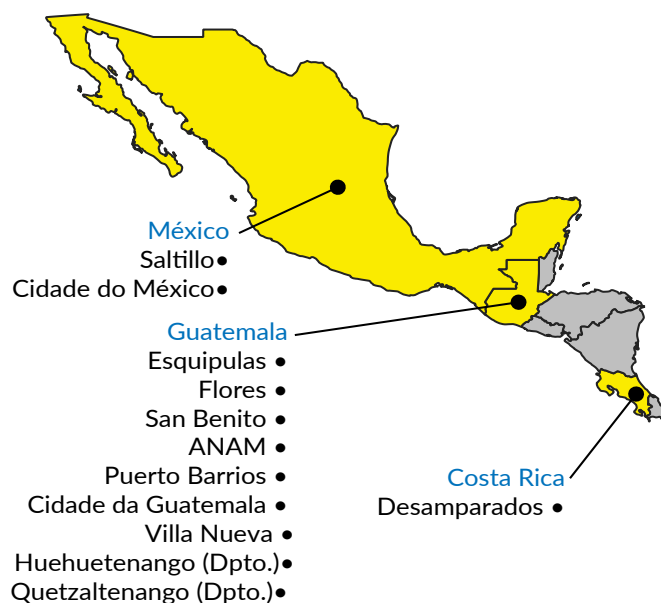 México
Saltillo•
Cidade do México•
Guatemala
Esquipulas •
Flores •
San Benito •
ANAM •
Puerto Barrios •
Cidade da Guatemala •
Villa Nueva •
Huehuetenango (Dpto.)•
Quetzaltenango (Dpto.)•
Costa Rica
Desamparados •